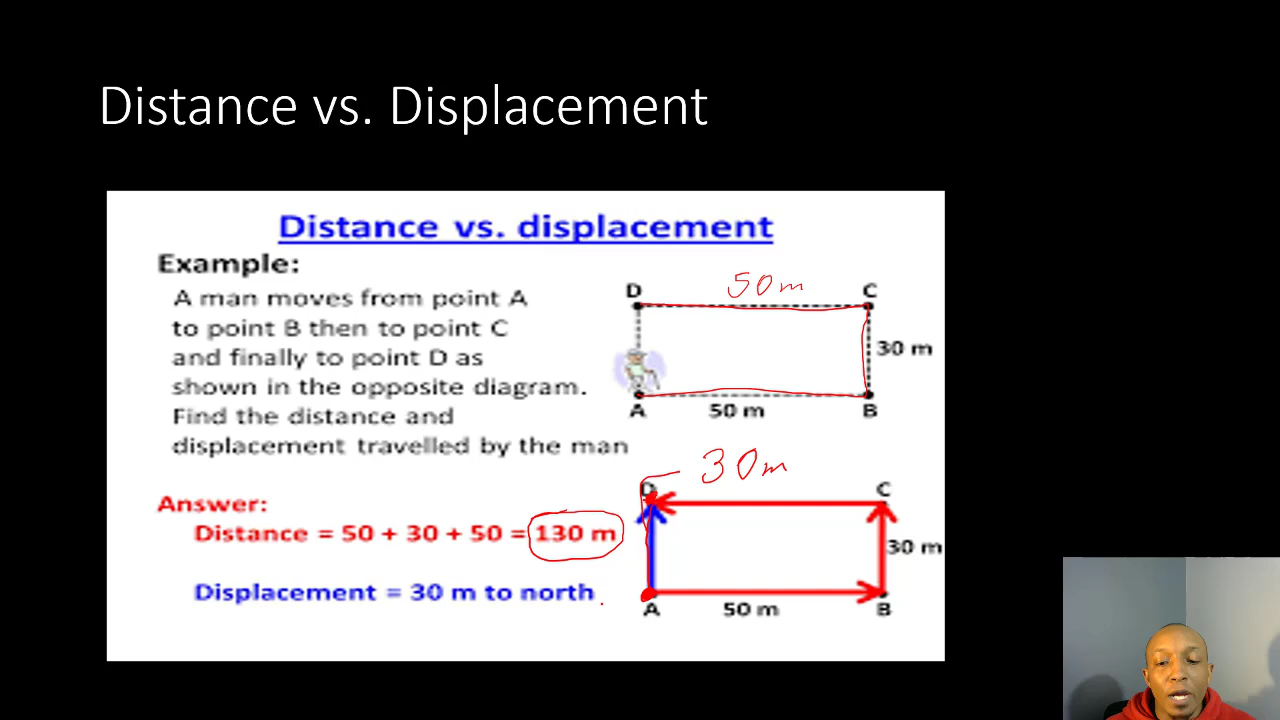 Distance vs. Displacement
Distance vs. displacement
Example:
A man moves from point A
to point B then to point C
and finally to point D as
shown in the opposite diagram.
Find the distance and
displacement travelled by the man
50m
D
C
30 m
A
50 m
B
Answer:
Distance = 50 + 30 + 50 = 130 m
Displacement = 30 m to north
30m
D
C
30 m
A
50 m
B